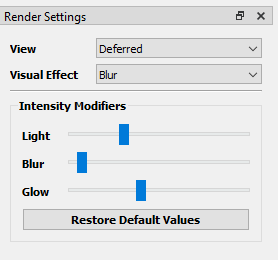 Render Settings
View Deferred
Visual Effect Blur
Intensity Modifiers
Light
Blur
Glow
Restore Default Values